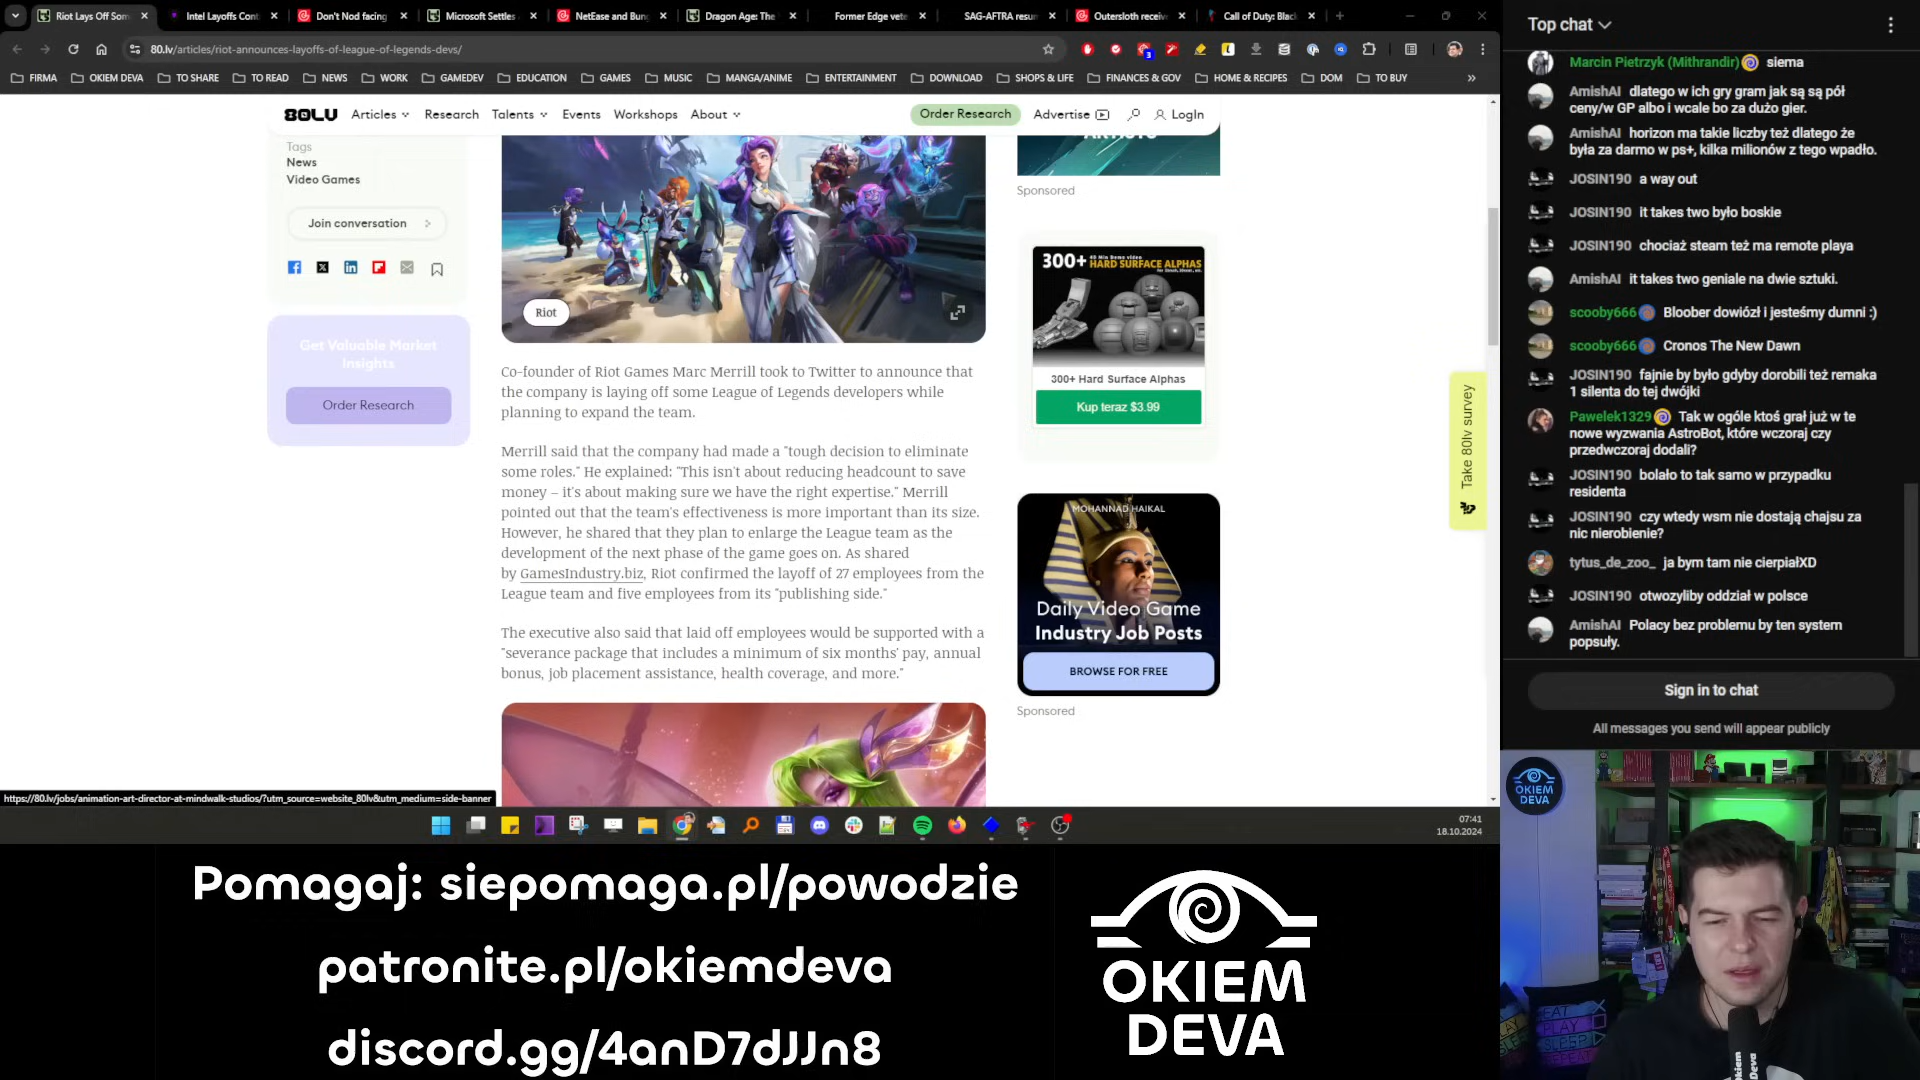 Riot Lays Off Som
Intel Layoffs Cont
Don't Nod facing
Microsoft Settles
NetEase and Bung
Dragon Age: The
Former Edge vete
SAG-AFTRA resum
Outersloth receiv
Call of Duty: Blac
80.lv/articles/riot-announces-layoffs-of-league-of-legends-devs/
FIRMA
OKIEM DEVA
TO SHARE
TO READ
NEWS
WORK
GAMEDEV
EDUCATION
GAMES
MUSIC
MANGA/ANIME
ENTERTAINMENT
DOWNLOAD
SHOPS & LIFE
FINANCES & GOV
HOME & RECIPES
DOM
TO BUY
80LV
Articles
Research
Talents
Events
Workshops
About
Order Research
Advertise
LogIn
Tags
News
Video Games
Join conversation
Get Valuable Market
Insights
Order Research
Riot
Co-founder of Riot Games Marc Merrill took to Twitter to announce that
the company is laying off some League of Legends developers while
planning to expand the team.
Merrill said that the company had made a "tough decision to eliminate
some roles." He explained: "This isn't about reducing headcount to save
money – it's about making sure we have the right expertise." Merrill
pointed out that the team's effectiveness is more important than its size.
However, he shared that they plan to enlarge the League team as the
development of the next phase of the game goes on. As shared
by GamesIndustry.biz, Riot confirmed the layoff of 27 employees from the
League team and five employees from its "publishing side."
The executive also said that laid off employees would be supported with a
"severance package that includes a minimum of six months' pay, annual
bonus, job placement assistance, health coverage, and more."
Sponsored
300+ HARD SURFACE ALPHAS
300+ Hard Surface Alphas
Kup teraz $3.99
MOHANNAD HAIKAL
Daily Video Game
Industry Job Posts
BROWSE FOR FREE
Sponsored
Take 80lv survey
https://80.lv/jobs/animation-art-director-at-mindwalk-studios/?utm_source=website_80lv&utm_medium=side-banner
07:41
18.10.2024
Top chat
Marcin Pietrzyk (Mithrandir) siema
AmishAI dlatego w ich gry gram jak są są pół
ceny/w GP albo i wcale bo za dużo gier.
AmishAI horizon ma takie liczby też dlatego że
była za darmo w ps+, kilka milionów z tego wpadło.
JOSIN190 a way out
JOSIN190 it takes two było boskie
JOSIN190 chociaż steam też ma remote playa
AmishAI it takes two geniale na dwie sztuki.
scooby666 Bloober dowiózł i jesteśmy dumni :)
scooby666 Cronos The New Dawn
JOSIN190 fajnie by było gdyby dorobili też remaka
1 silenta do tej dwójki
Pawelek1329 Tak w ogóle ktoś grał już w te
nowe wyzwania AstroBot, które wczoraj czy
przedwczoraj dodali?
JOSIN190 bolało to tak samo w przypadku
residenta
JOSIN190 czy wtedy wsm nie dostają chajsu za
nic nierobienie?
tytus_de_zoo_ ja bym tam nie cierpiałXD
JOSIN190 otwozyliby oddział w polsce
AmishAI Polacy bez problemu by ten system
popsuły.
Sign in to chat
All messages you send will appear publicly
OKIEM
DEVA
Pomagaj: siepomaga.pl/powodzie
patronite.pl/okiemdeva
discord.gg/4anD7dJJn8
OKIEM
DEVA
EAT
PLAY
SLEEP
Okiem
Deva